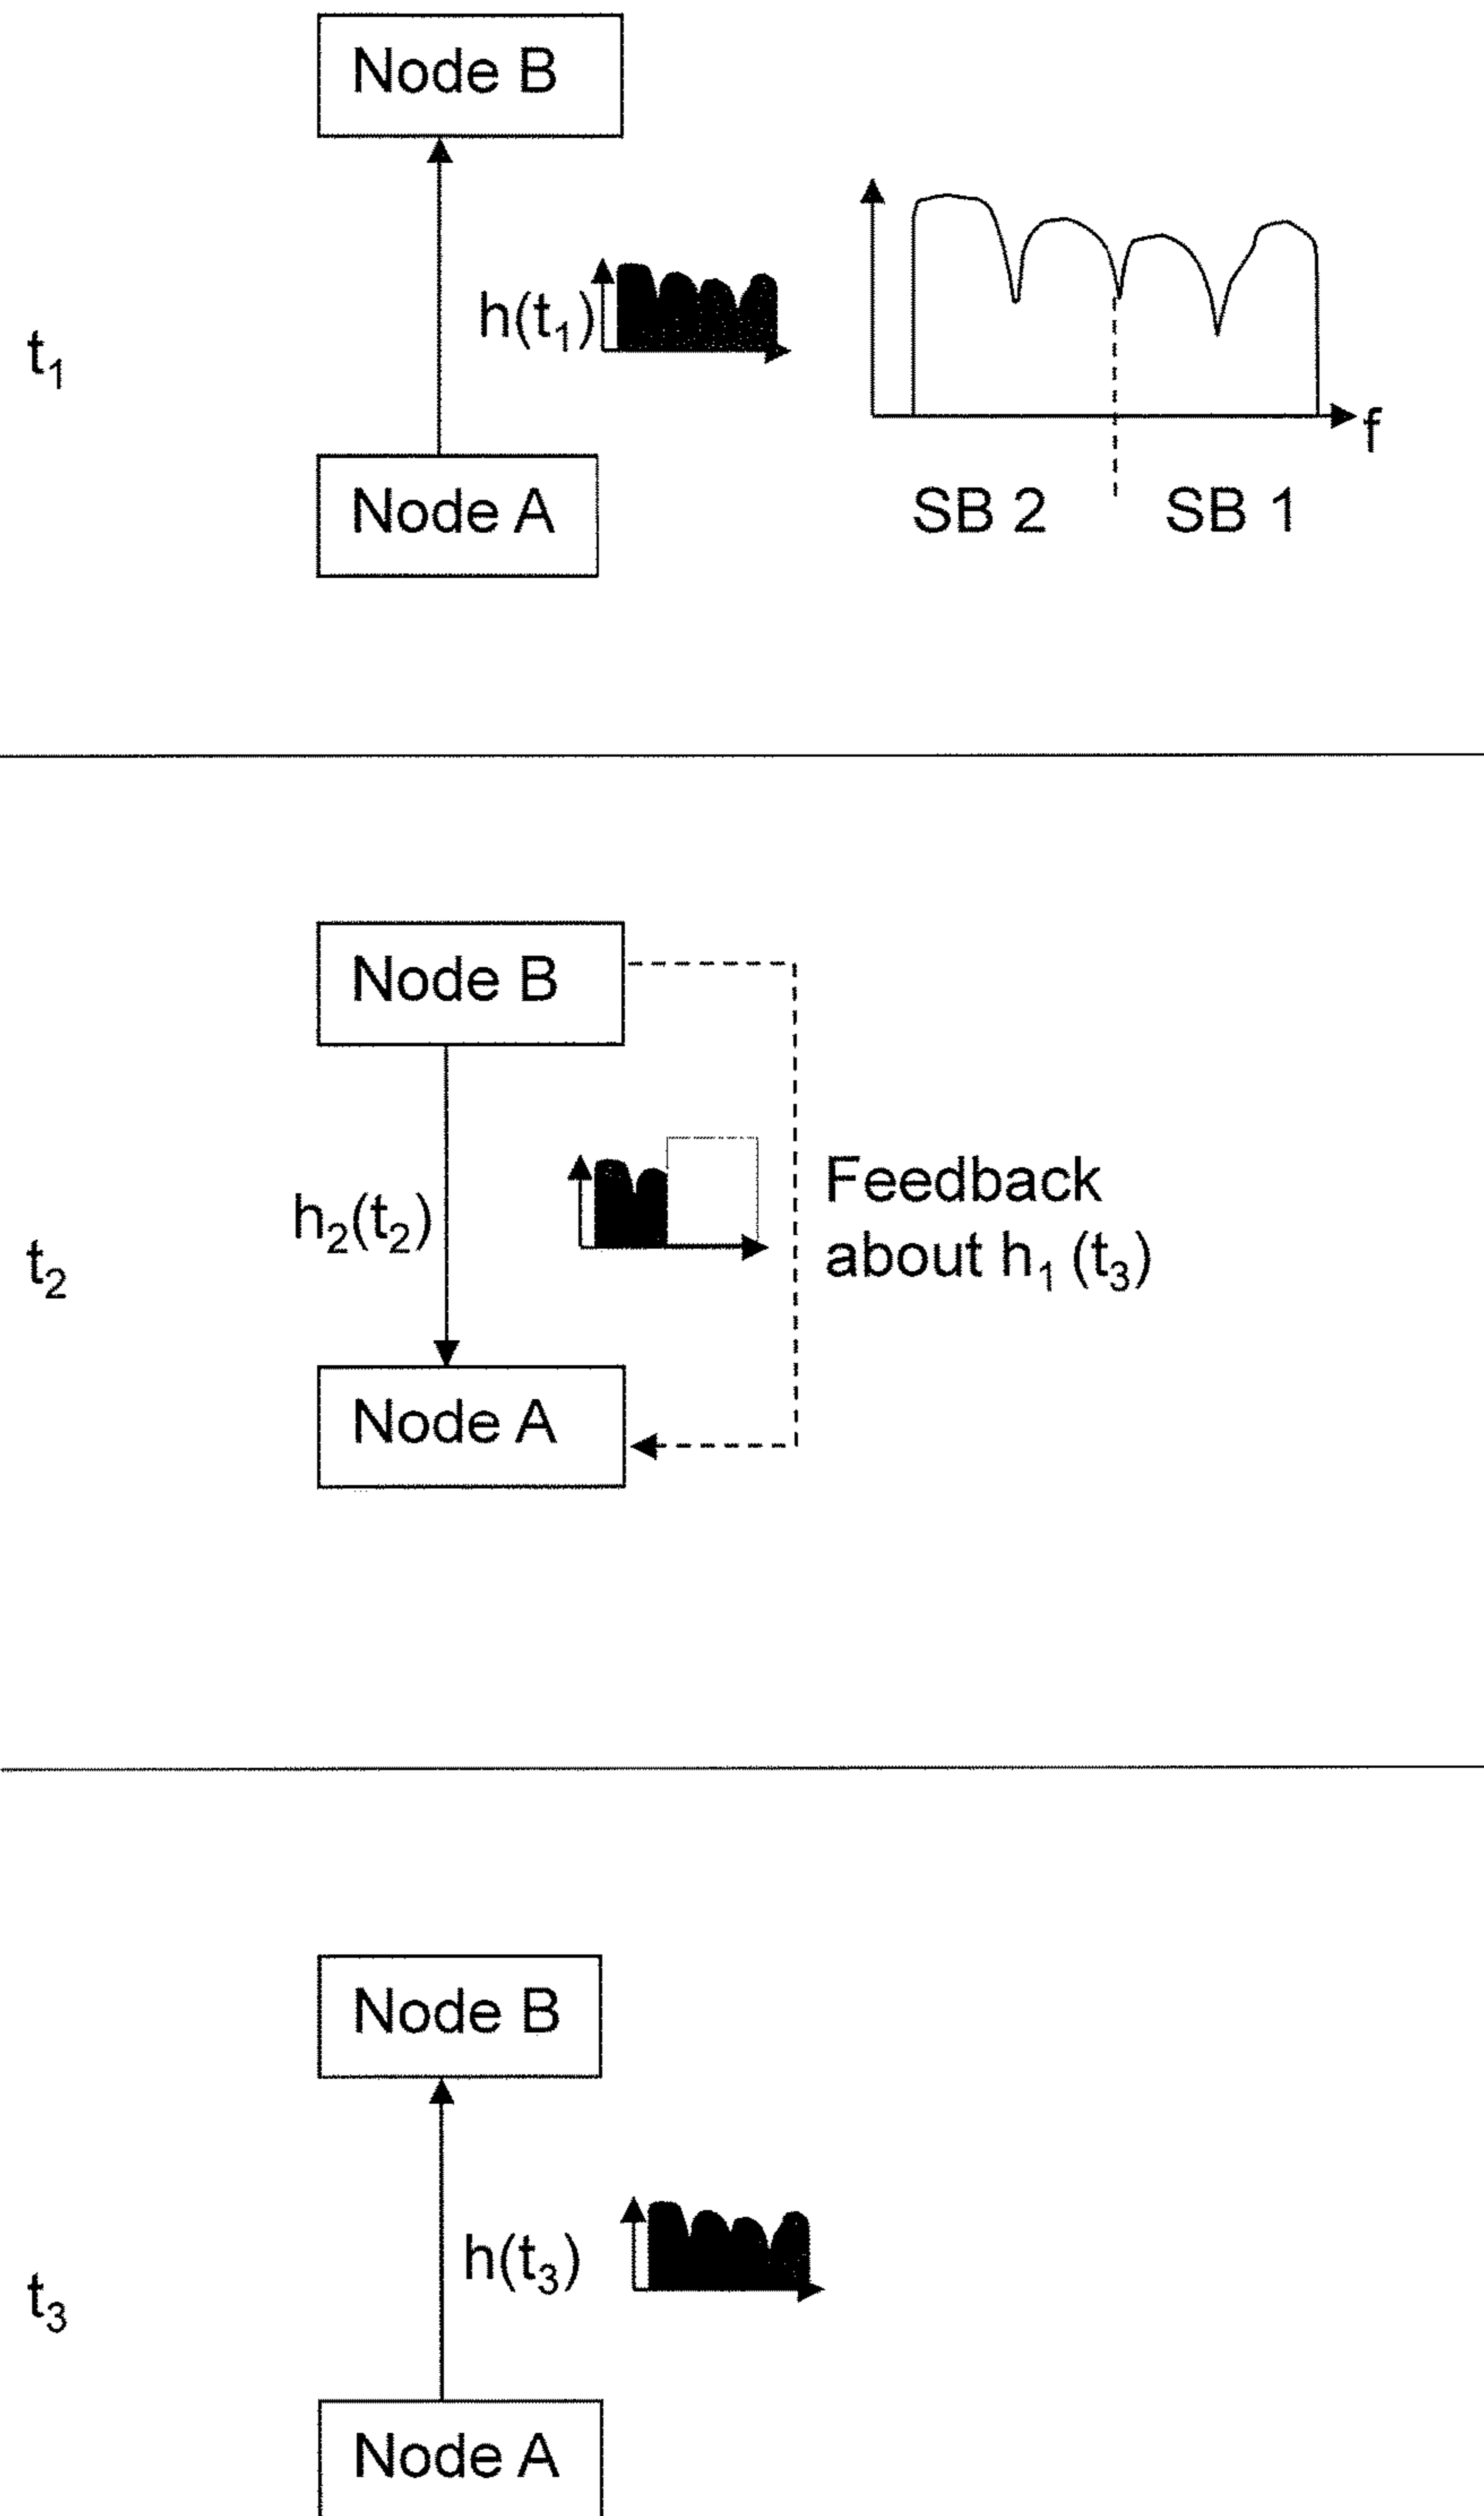 Node B
h(t₁)
t₁
f
Node A
SB 2
SB 1
Node B
Feedback
h₂(t₂)
about h₁ (t₃)
t₂
Node A
Node B
h(t₃)
t₃
Node A